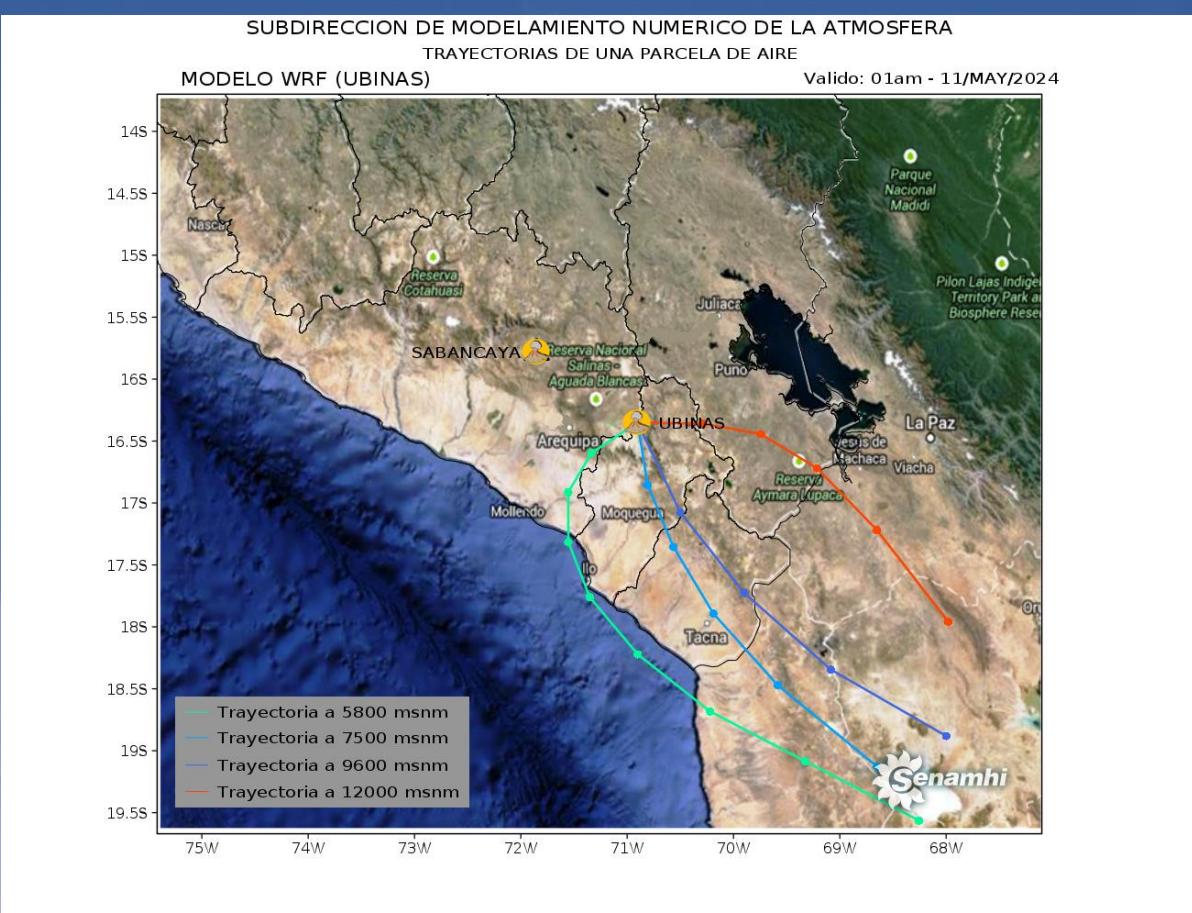 SUBDIRECCION DE MODELAMIENTO NUMERICO DE LA ATMOSFERA
TRAYECTORIAS DE UNA PARCELA DE AIRE
MODELO WRF (UBINAS)
Valido: 01am - 11/MAY/2024
14S
14.5S
15S
15.5S
16S
16.5S
17S
17.5S
18S
18.5S
19S
19.5S
Parque
Nacional
Madidi
Nasca
Reserva
Cotahuasi
Pilon Lajas
Territory Park
Biosphere
Juliaca
SABANCAYA
Reserva Nacional
Salinas -
Aguada Blancas
Puno
UBINAS
La Paz
Arequipa
Jesús de
Machaca
Viacha
Reserva
Aymara Lupaca
Mollendo
Moquegua
Ilo
Tacna
Trayectoria a 5800 msnm
Trayectoria a 7500 msnm
Trayectoria a 9600 msnm
Trayectoria a 12000 msnm
Senamhi
75W
74W
73W
72W
71W
70W
69W
68W